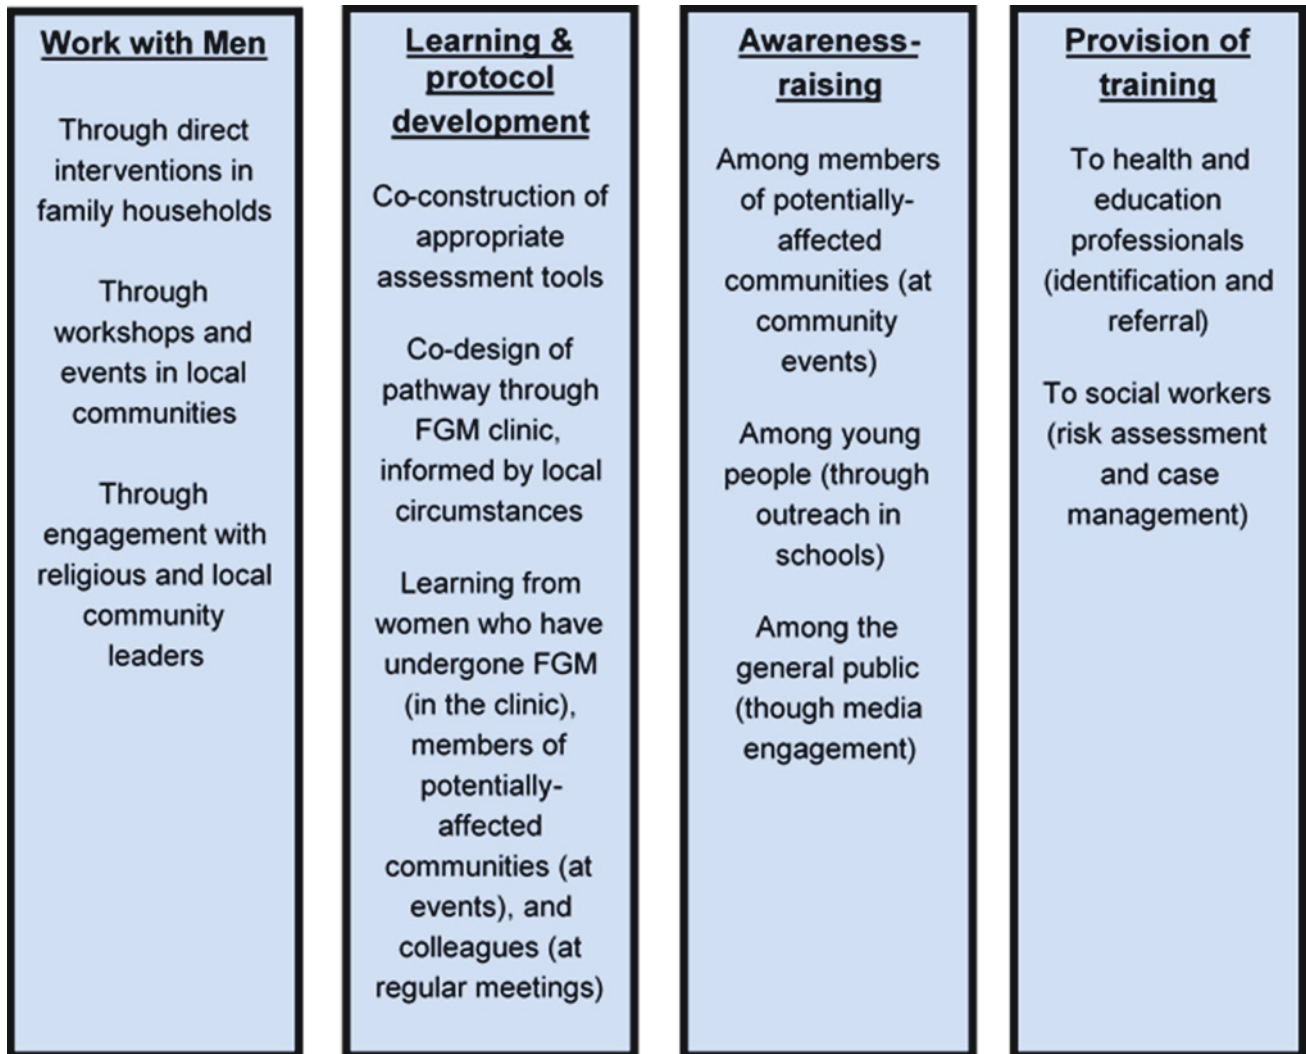 Work with Men
Through direct
interventions in
family households
Through
workshops and
events in local
communities
Through
engagement with
religious and local
community
leaders
Learning &
protocol
development
Co-construction of
appropriate
assessment tools
Co-design of
pathway through
FGM clinic,
informed by local
circumstances
Learning from
women who have
undergone FGM
(in the clinic),
members of
potentially-
affected
communities (at
events), and
colleagues (at
regular meetings)
Awareness-
raising
Among members
of potentially-
affected
communities (at
community
events)
Among young
people (through
outreach in
schools)
Among the
general public
(though media
engagement)
Provision of
training
To health and
education
professionals
(identification and
referral)
To social workers
(risk assessment
and case
management)